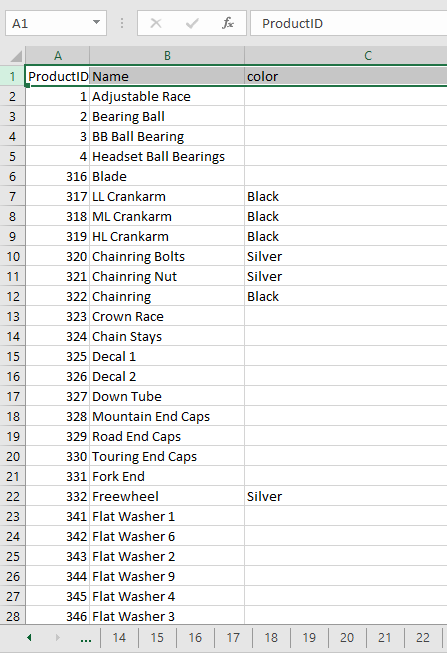 A1 fx ProductID
A B C
1 ProductID Name color
2 1 Adjustable Race
3 2 Bearing Ball
4 3 BB Ball Bearing
5 4 Headset Ball Bearings
6 316 Blade
7 317 LL Crankarm Black
8 318 ML Crankarm Black
9 319 HL Crankarm Black
10 320 Chainring Bolts Silver
11 321 Chainring Nut Silver
12 322 Chainring Black
13 323 Crown Race
14 324 Chain Stays
15 325 Decal 1
16 326 Decal 2
17 327 Down Tube
18 328 Mountain End Caps
19 329 Road End Caps
20 330 Touring End Caps
21 331 Fork End
22 332 Freewheel Silver
23 341 Flat Washer 1
24 342 Flat Washer 6
25 343 Flat Washer 2
26 344 Flat Washer 9
27 345 Flat Washer 4
28 346 Flat Washer 3
... 14 15 16 17 18 19 20 21 22